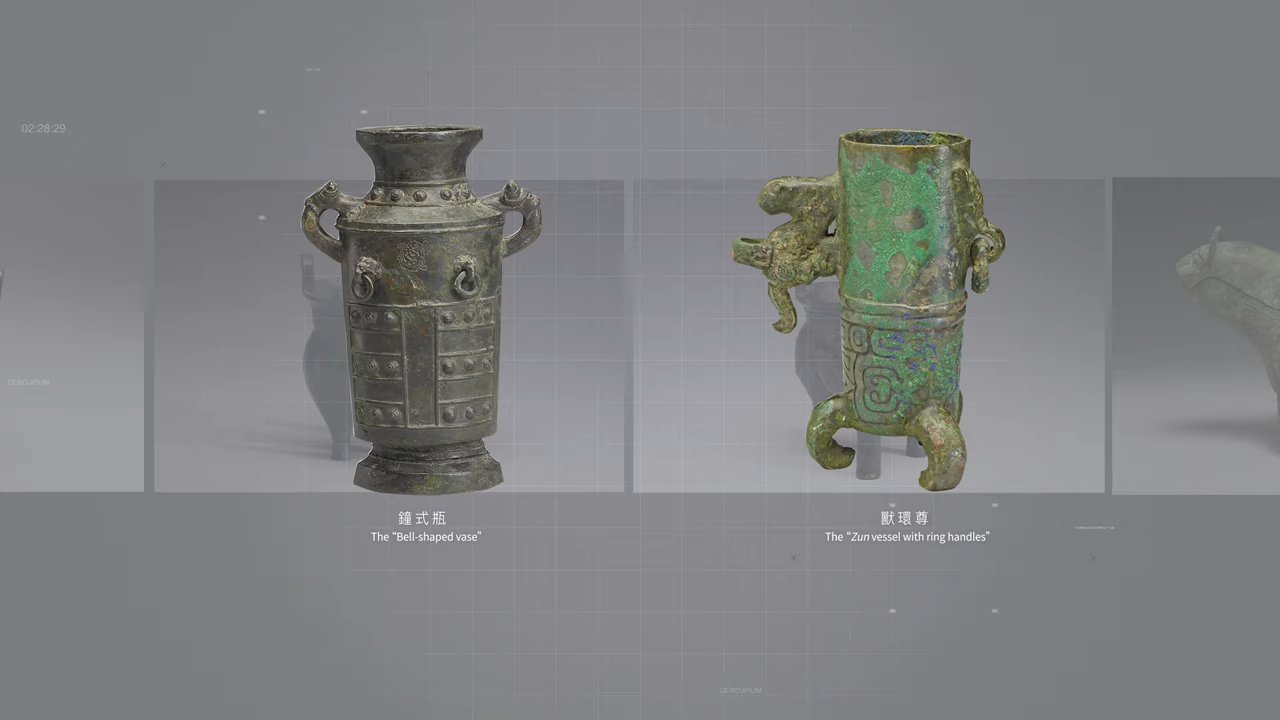 02:28:29
鐘式瓶
The “Bell-shaped vase”
獸環尊
The “Zun vessel with ring handles”